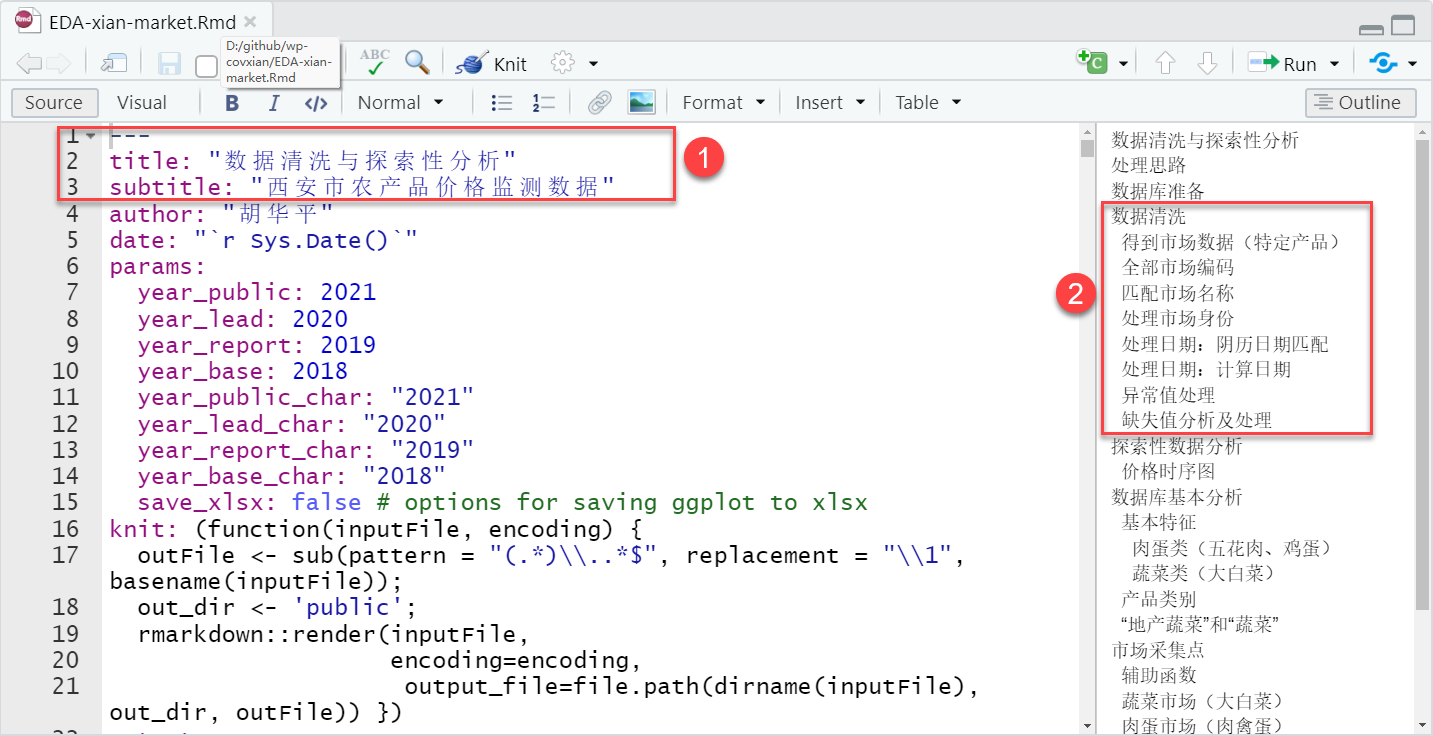 Rmd EDA-xian-market.Rmd
D:/github/wp-
covxian/EDA-xian-
market.Rmd
ABC Knit C Run
Source Visual B I </> Normal Format Insert Table Outline
1 ---
2 title: "数据清洗与探索性分析"
3 subtitle: "西安市农产品价格监测数据"
1
4 author: "胡华平"
5 date: "`r Sys.Date()`"
6 params:
7 year_public: 2021
8 year_lead: 2020
9 year_report: 2019
10 year_base: 2018
11 year_public_char: "2021"
12 year_lead_char: "2020"
13 year_report_char: "2019"
14 year_base_char: "2018"
15 save_xlsx: false # options for saving ggplot to xlsx
16 knit: (function(inputFile, encoding) {
17 outFile <- sub(pattern = "(.*)\\..*$", replacement = "\\1",
basename(inputFile));
18 out_dir <- 'public';
19 rmarkdown::render(inputFile,
20 encoding=encoding,
21 output_file=file.path(dirname(inputFile),
out_dir, outFile)) })
数据清洗与探索性分析
处理思路
数据库准备
数据清洗
得到市场数据（特定产品）
全部市场编码
匹配市场名称
2
处理市场身份
处理日期：阴历日期匹配
处理日期：计算日期
异常值处理
缺失值分析及处理
探索性数据分析
价格时序图
数据库基本分析
基本特征
肉蛋类（五花肉、鸡蛋）
蔬菜类（大白菜）
产品类别
“地产蔬菜”和“蔬菜”
市场采集点
辅助函数
蔬菜市场（大白菜）
肉蛋市场（肉禽蛋）